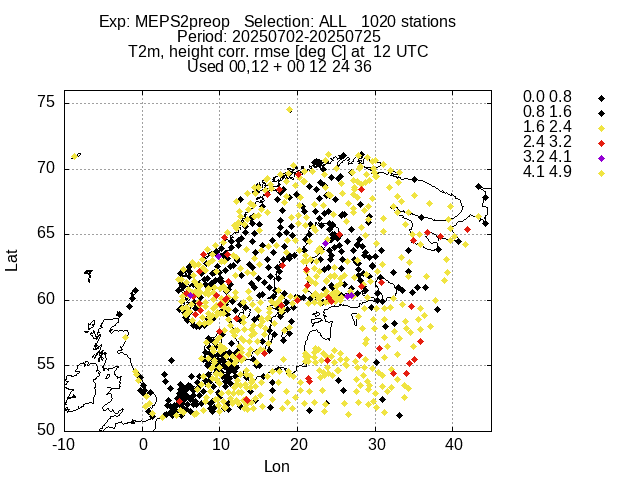 Exp: MEPS2preop   Selection: ALL   1020 stations
Period: 20250702-20250725
T2m, height corr. rmse [deg C] at  12 UTC
Used 00,12 + 00 12 24 36
0.0 0.8
0.8 1.6
1.6 2.4
2.4 3.2
3.2 4.1
4.1 4.9
75
70
65
60
55
50
Lat
-10 0 10 20 30 40
Lon